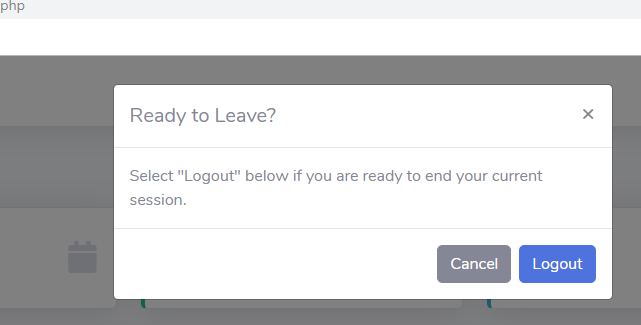 php
Ready to Leave?
×
Select "Logout" below if you are ready to end your current
session.
Cancel
Logout